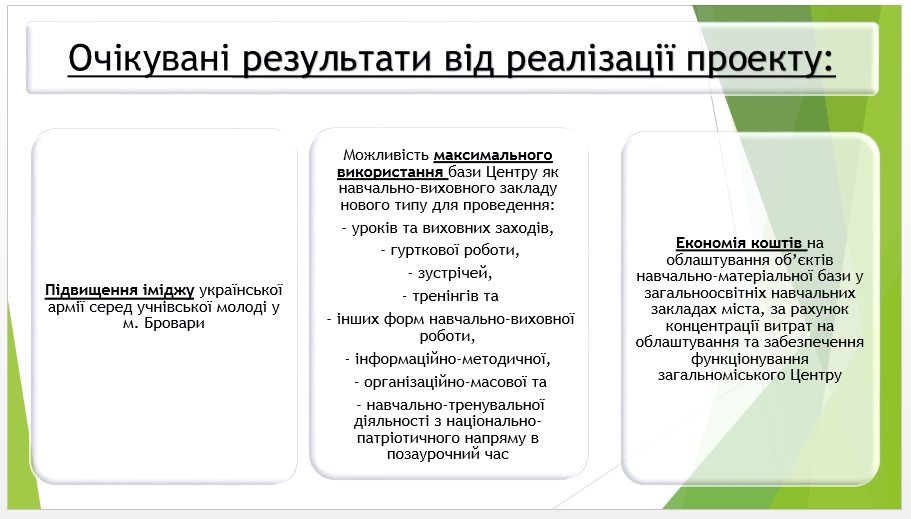 Очікувані результати від реалізації проекту:
Підвищення іміджу української
армії серед учнівської молоді у
м. Бровари
Можливість максимального
використання бази Центру як
навчально-виховного закладу
нового типу для проведення:
- уроків та виховних заходів,
- гурткової роботи,
- зустрічей,
- тренінгів та
- інших форм навчально-виховної
роботи,
- інформаційно-методичної,
- організаційно-масової та
- навчально-тренувальної
діяльності з національно-
патріотичного напряму в
позаурочний час
Економія коштів на
облаштування об’єктів
навчально-матеріальної бази у
загальноосвітніх навчальних
закладах міста, за рахунок
концентрації витрат на
облаштування та забезпечення
функціонування
загальноміського Центру